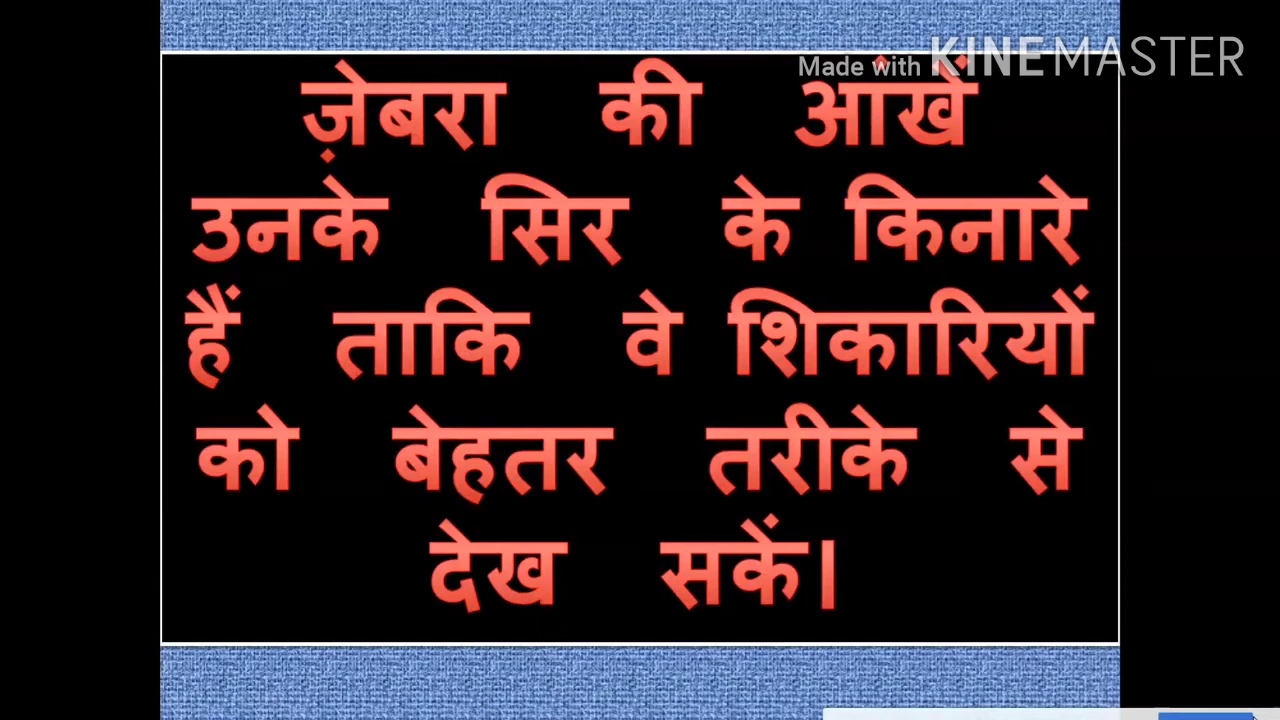 Made with KINEMASTER
ज़ेबरा की आंखें
उनके सिर के किनारे
हैं ताकि वे शिकारियों
को बेहतर तरीके से
देख सकें।